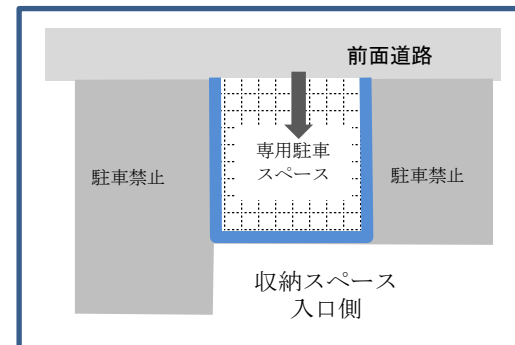 前面道路
専用駐車
スペース
駐車禁止
駐車禁止
収納スペース
入口側